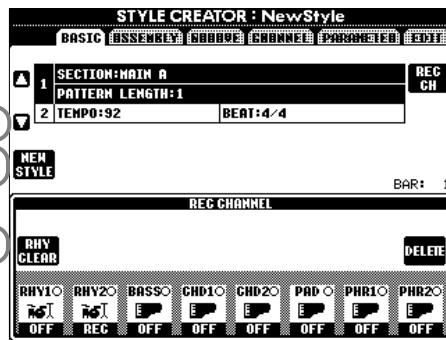 STYLE CREATOR : NewStyle
BASIC ASSEMBLY GROOVE CHANNEL PARAMETER EDIT
1 SECTION:MAIN A
PATTERN LENGTH:1
REC CH
2 TEMPO:92 BEAT:4/4
NEW STYLE
BAR: 1
REC CHANNEL
RHY CLEAR
DELETE
RHY1 RHY2 BASS CHD1 CHD2 PAD PHR1 PHR2
OFF REC OFF OFF OFF OFF OFF OFF